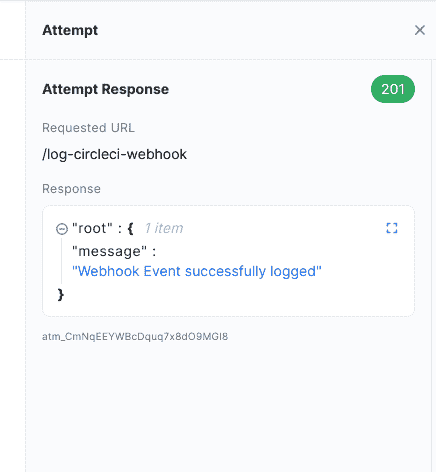 Attempt
Attempt Response
201
Requested URL
/log-circleci-webhook
Response
"root" : { 1 item
"message" :
"Webhook Event successfully logged"
}
atm_CmNqEEYWBcDquq7x8dO9MGI8